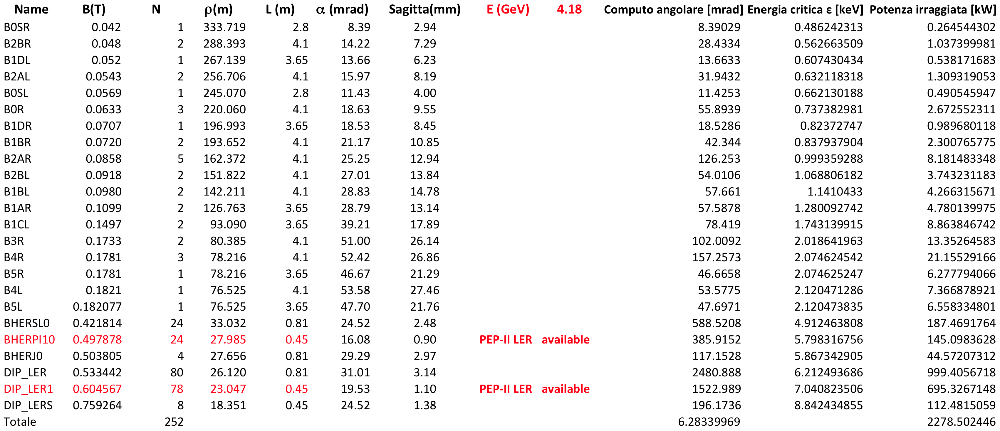 Name B(T) N ρ(m) L (m) α (mrad) Sagitta(mm) E (GeV) 4.18 Computo angolare [mrad] Energia critica ε [keV] Potenza irraggiata [kW]
B0SR 0.042 1 333.719 2.8 8.39 2.94 8.39029 0.486242313 0.264544302
B2BR 0.048 2 288.393 4.1 14.22 7.29 28.4334 0.562663509 1.037399981
B1DL 0.052 1 267.139 3.65 13.66 6.23 13.6633 0.607430434 0.538171683
B2AL 0.0543 2 256.706 4.1 15.97 8.19 31.9432 0.632118318 1.309319053
B0SL 0.0569 1 245.070 2.8 11.43 4.00 11.4253 0.662130188 0.490545947
B0R 0.0633 3 220.060 4.1 18.63 9.55 55.8939 0.737382981 2.672552311
B1DR 0.0707 1 196.993 3.65 18.53 8.45 18.5286 0.82372747 0.989680118
B1BR 0.0720 2 193.652 4.1 21.17 10.85 42.344 0.837937904 2.300765775
B2AR 0.0858 5 162.372 4.1 25.25 12.94 126.253 0.999359288 8.181483348
B2BL 0.0918 2 151.822 4.1 27.01 13.84 54.0106 1.068806182 3.743231183
B1BL 0.0980 2 142.211 4.1 28.83 14.78 57.661 1.1410433 4.266315671
B1AR 0.1099 2 126.763 3.65 28.79 13.14 57.5878 1.280092742 4.780139975
B1CL 0.1497 2 93.090 3.65 39.21 17.89 78.419 1.743139915 8.863846742
B3R 0.1733 2 80.385 4.1 51.00 26.14 102.0092 2.018641963 13.35264583
B4R 0.1781 3 78.216 4.1 52.42 26.86 157.2573 2.074624542 21.15529166
B5R 0.1781 1 78.216 3.65 46.67 21.29 46.6658 2.074625247 6.277794066
B4L 0.1821 1 76.525 4.1 53.58 27.46 53.5775 2.120471286 7.366878921
B5L 0.182077 1 76.525 3.65 47.70 21.76 47.6971 2.120473835 6.558334801
BHERSL0 0.421814 24 33.032 0.81 24.52 2.48 588.5208 4.912463808 187.4691764
BHERPI10 0.497878 24 27.985 0.45 16.08 0.90 PEP-II LER available 385.9152 5.798316756 145.0983628
BHERJ0 0.503805 4 27.656 0.81 29.29 2.97 117.1528 5.867342905 44.57207312
DIP_LER 0.533442 80 26.120 0.81 31.01 3.14 2480.888 6.212493686 999.4056718
DIP_LER1 0.604567 78 23.047 0.45 19.53 1.10 PEP-II LER available 1522.989 7.040823506 695.3267148
DIP_LERS 0.759264 8 18.351 0.45 24.52 1.38 196.1736 8.842434855 112.4815059
Totale 252 6.28339969 2278.502446